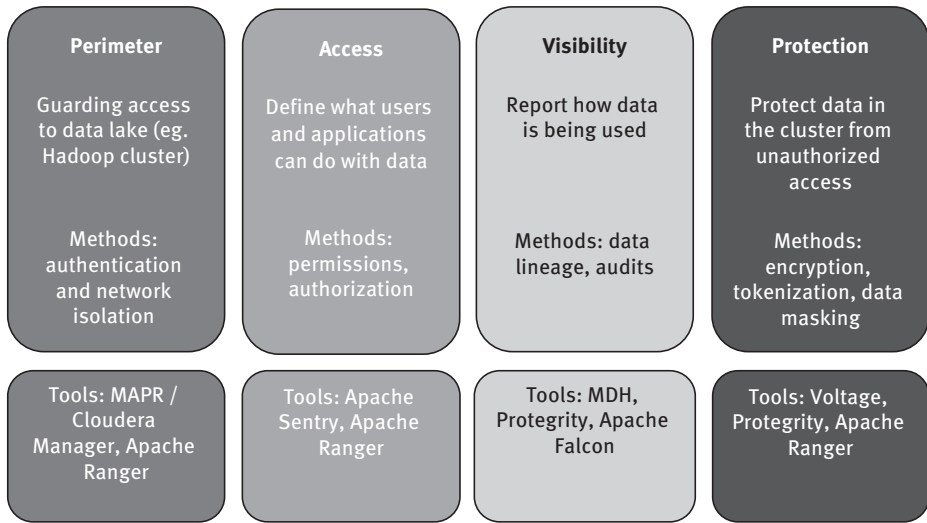 Perimeter
Guarding access
to data lake (eg.
Hadoop cluster)
Methods:
authentication
and network
isolation
Tools: MAPR /
Cloudera
Manager, Apache
Ranger
Access
Define what users
and applications
can do with data
Methods:
permissions,
authorization
Tools: Apache
Sentry, Apache
Ranger
Visibility
Report how data
is being used
Methods: data
lineage, audits
Tools: MDH,
Protegrity, Apache
Falcon
Protection
Protect data in
the cluster from
unauthorized
access
Methods:
encryption,
tokenization, data
masking
Tools: Voltage,
Protegrity, Apache
Ranger